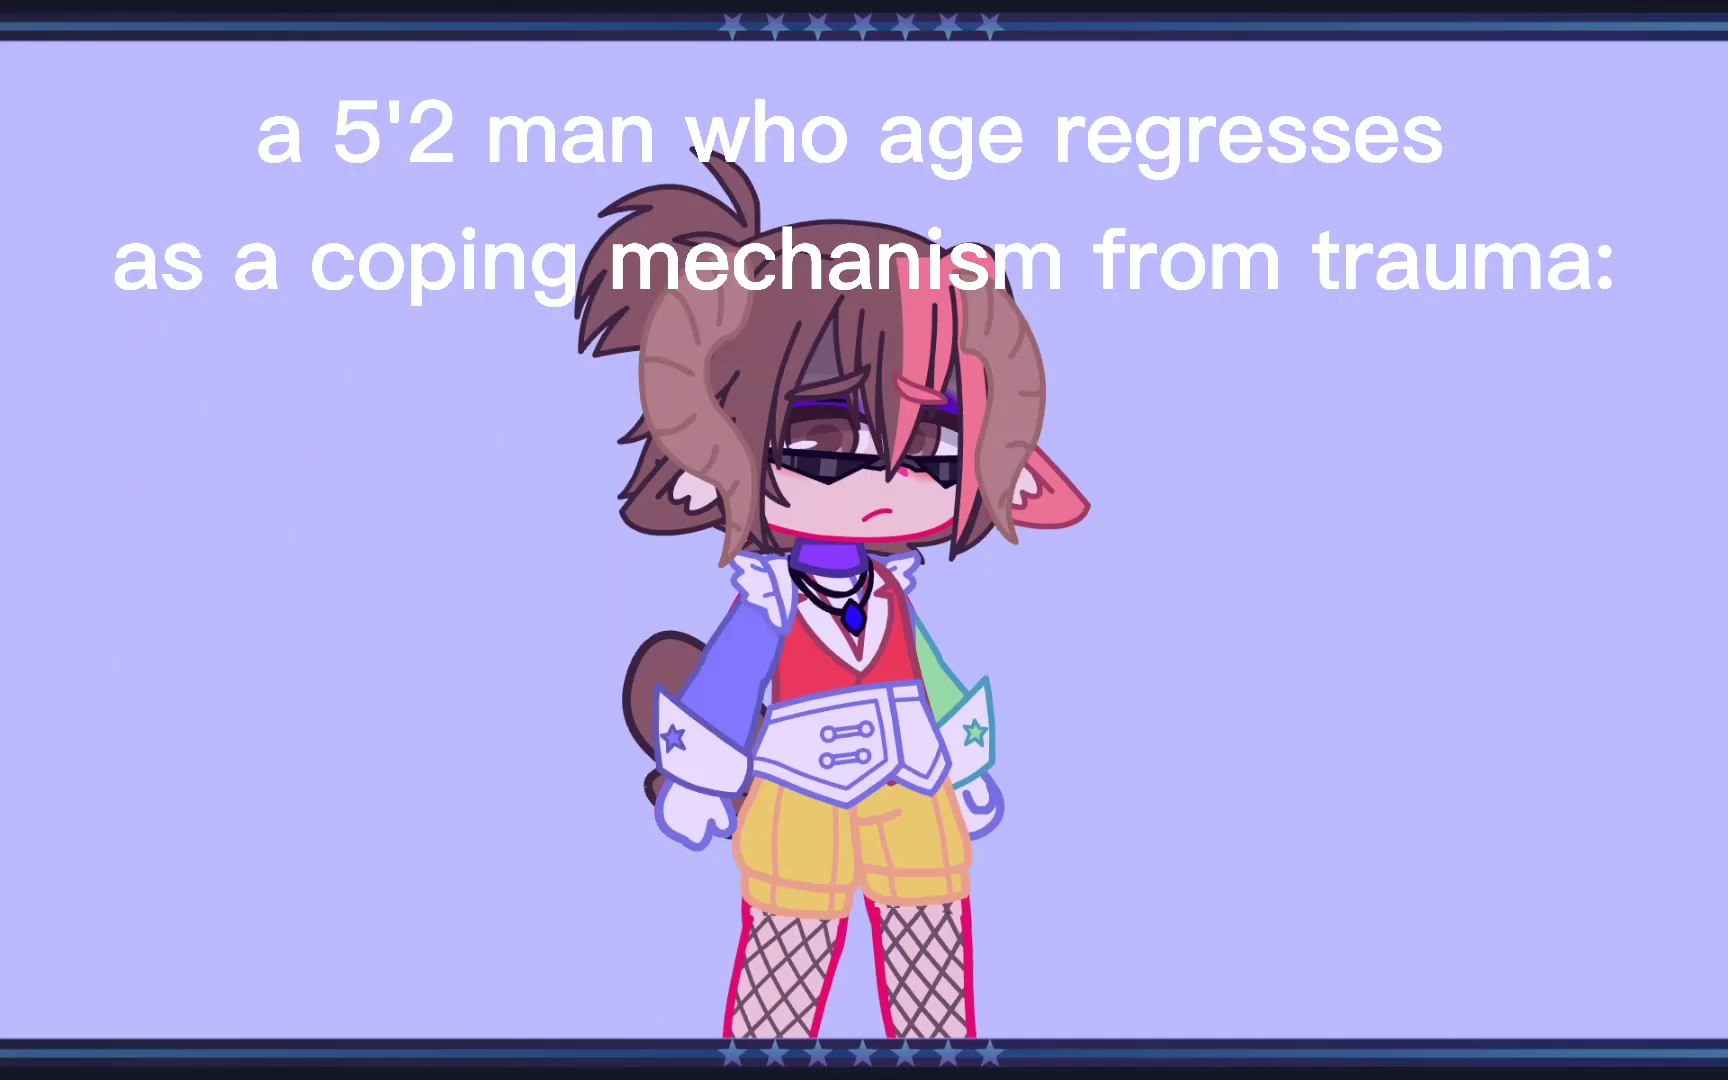 a 5'2 man who age regresses
as a coping mechanism from trauma: